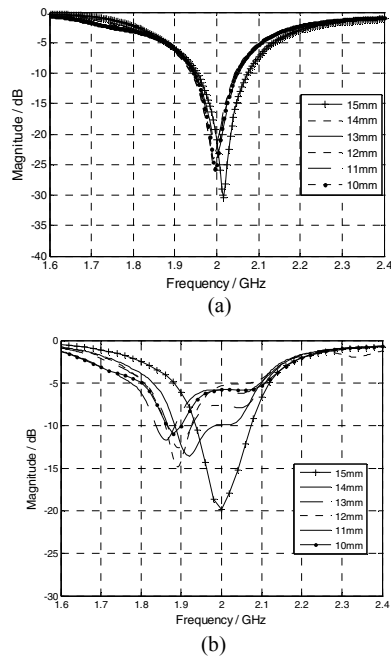 0
-5
-10
-15
-20
-25
-30
-35
-40
Magnitude / dB
15mm
14mm
13mm
12mm
11mm
10mm
1.6 1.7 1.8 1.9 2 2.1 2.2 2.3 2.4
Frequency / GHz
(a)
0
-5
-10
-15
-20
-25
-30
Magnitude / dB
15mm
14mm
13mm
12mm
11mm
10mm
1.6 1.7 1.8 1.9 2 2.1 2.2 2.3 2.4
Frequency / GHz
(b)